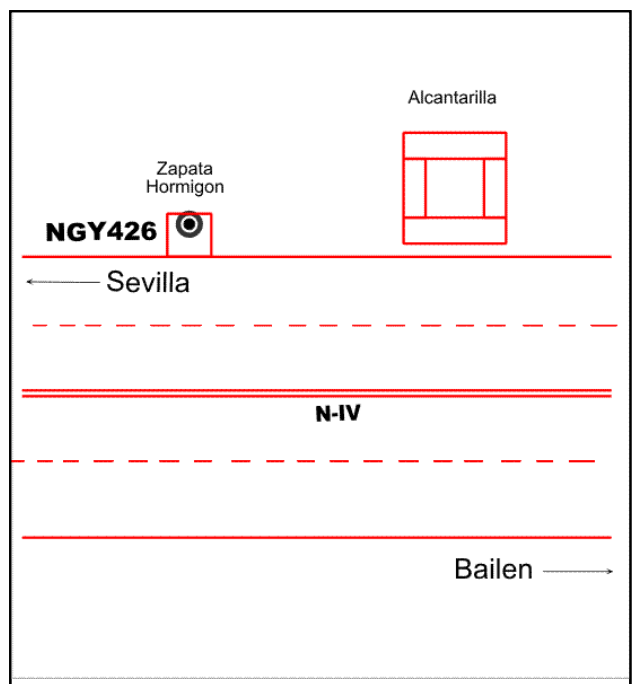 Alcantarilla
Zapata
Hormigon
NGY426
Sevilla
N-IV
Bailen